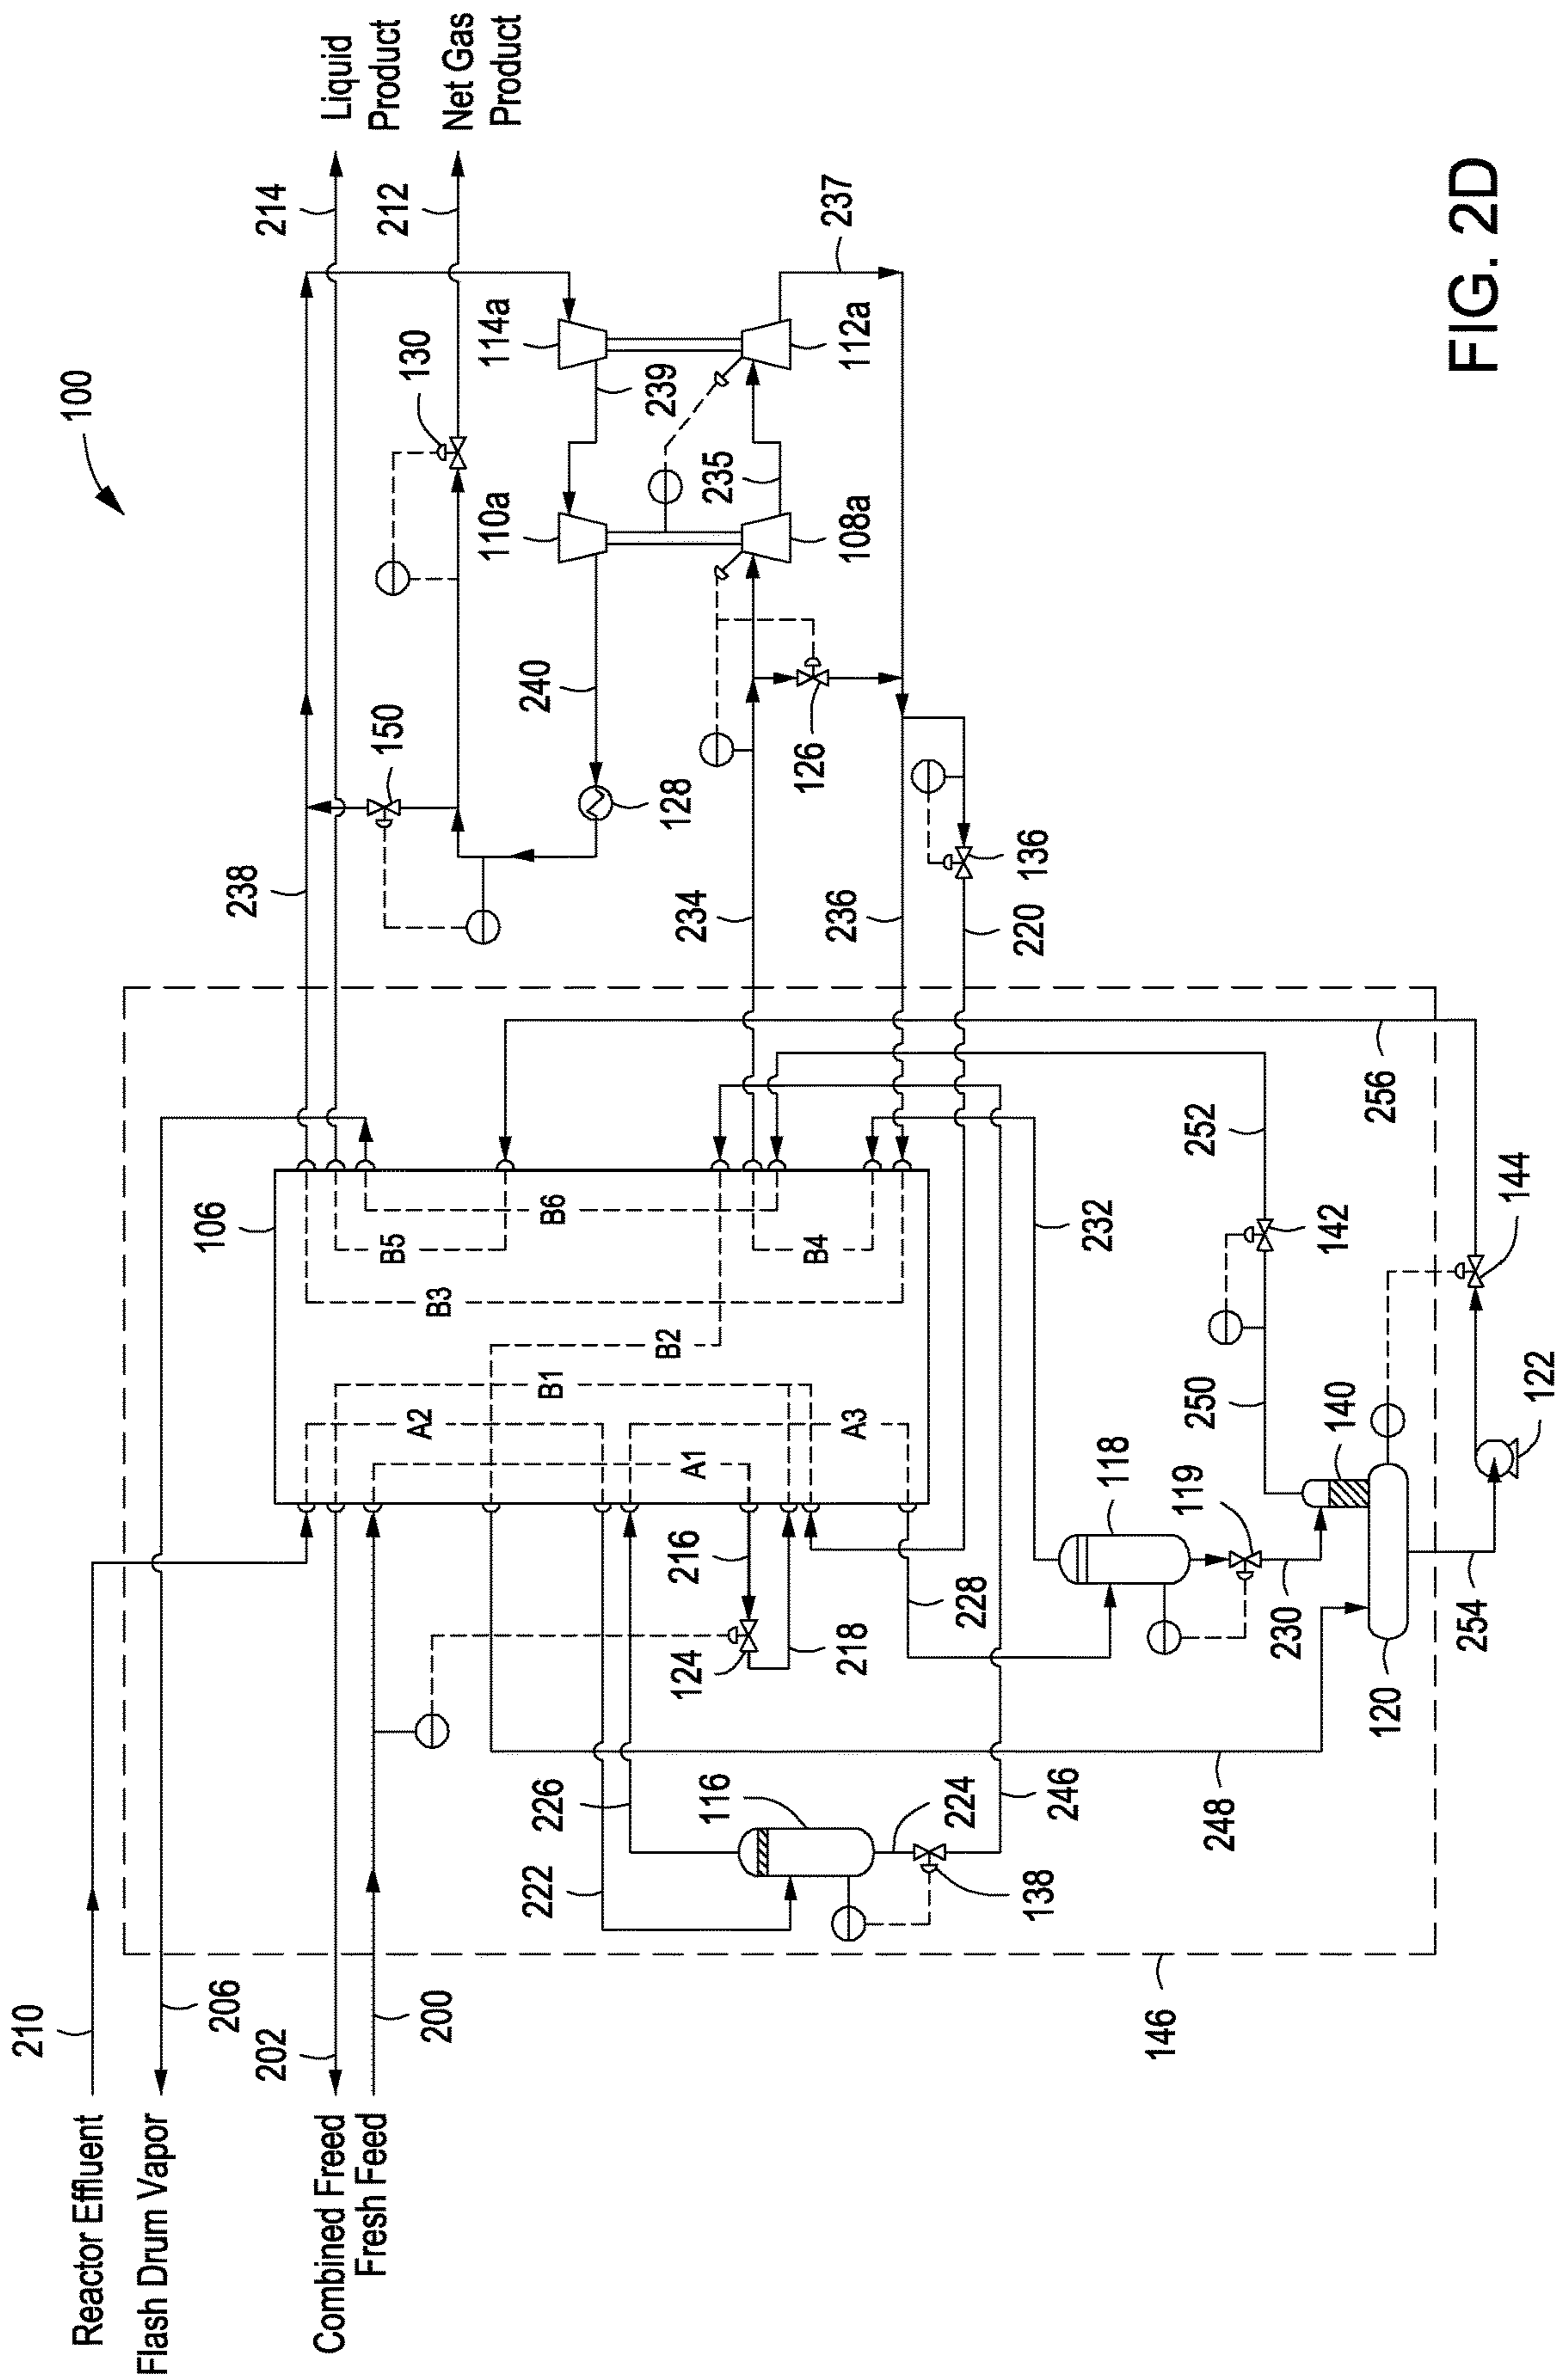 Reactor Effluent
210
Flash Drum Vapor
206
Combined Freed
202
Fresh Feed
200
100
238
214
Liquid
Product
150
130
212
Net Gas
Product
106
A2
B1
B2
B3
B5
B6
A1
A3
B4
222
226
116
224
138
246
124
216
218
228
248
240
128
110a
239
114a
234
126
235
108a
112a
237
236
136
220
118
119
230
232
250
140
142
252
120
254
122
144
256
146
FIG. 2D